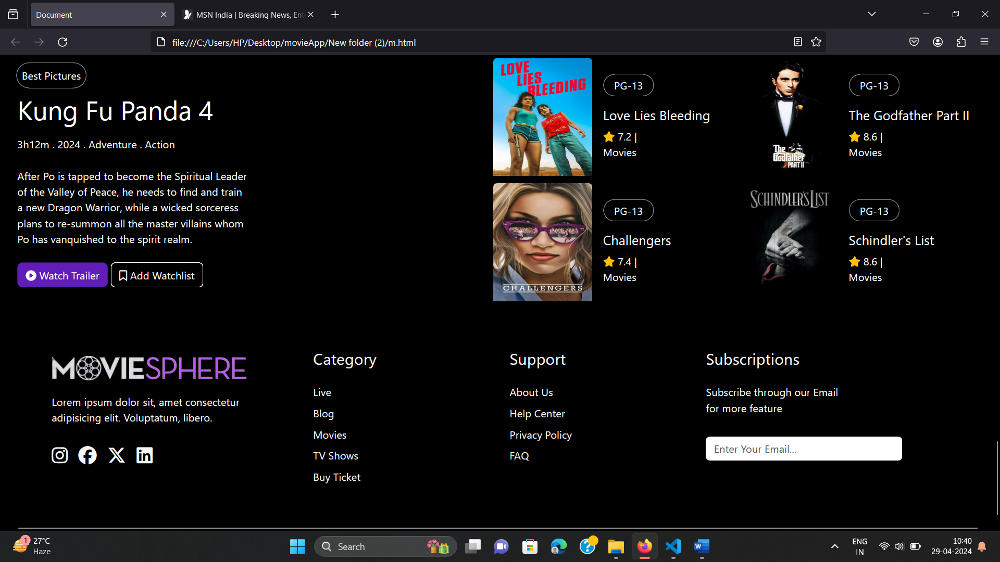 Document
MSN India | Breaking News, Ent
file:///C:/Users/HP/Desktop/movieApp/New folder (2)/m.html
Best Pictures
Kung Fu Panda 4
3h12m . 2024 . Adventure . Action
After Po is tapped to become the Spiritual Leader
of the Valley of Peace, he needs to find and train
a new Dragon Warrior, while a wicked sorceress
plans to re-summon all the master villains whom
Po has vanquished to the spirit realm.
Watch Trailer
Add Watchlist
LOVE
LIES
BLEEDING
PG-13
Love Lies Bleeding
7.2 |
Movies
The
Godfather
PART II
PG-13
The Godfather Part II
8.6 |
Movies
CHALLENGERS
PG-13
Challengers
7.4 |
Movies
SCHINDLER'S LIST
PG-13
Schindler's List
8.6 |
Movies
MOVIESPHERE
Lorem ipsum dolor sit, amet consectetur
adipisicing elit. Voluptatum, libero.
Category
Live
Blog
Movies
TV Shows
Buy Ticket
Support
About Us
Help Center
Privacy Policy
FAQ
Subscriptions
Subscribe through our Email
for more feature
Enter Your Email...
1
27°C
Haze
Search
W
ENG
IN
10:40
29-04-2024